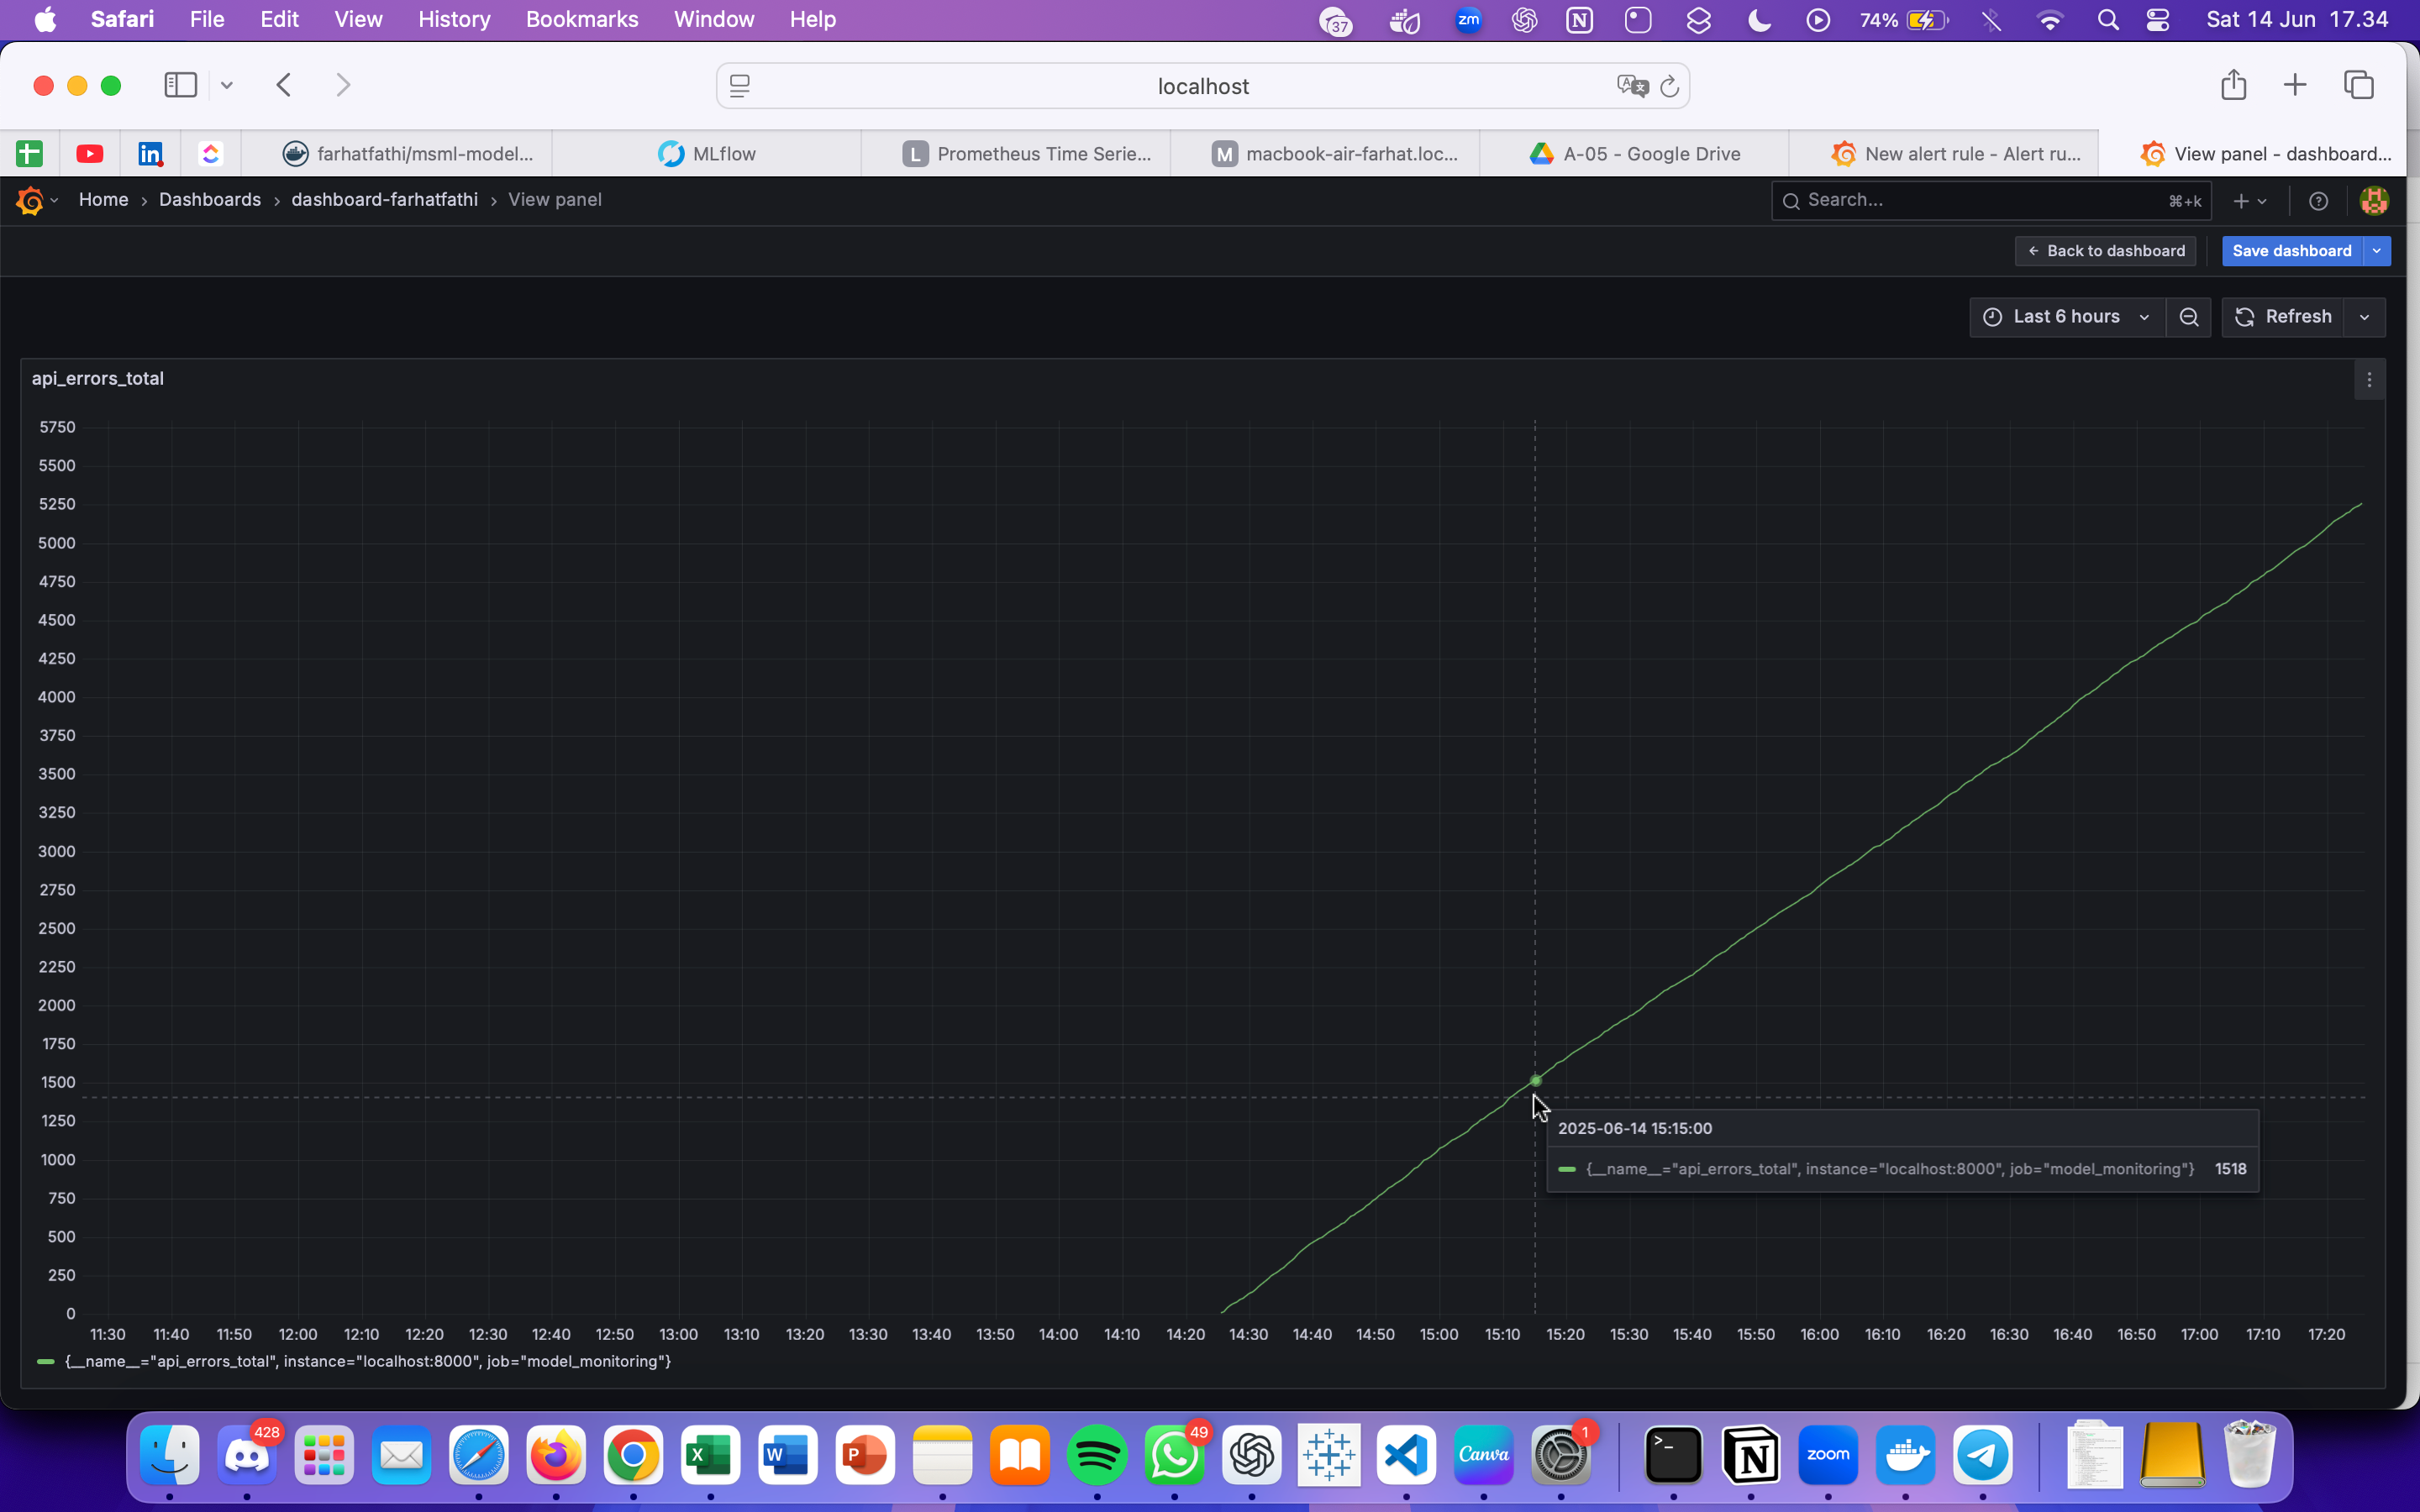 Safari File Edit View History Bookmarks Window Help 37 zm 74% Sat 14 Jun 17.34
localhost
farhatfathi/msml-model... MLflow L Prometheus Time Serie... M macbook-air-farhat.loc... A-05 - Google Drive New alert rule - Alert ru... View panel - dashboard...
Home › Dashboards › dashboard-farhatfathi › View panel Search... ⌘+k
← Back to dashboard Save dashboard
Last 6 hours Refresh
api_errors_total
5750
5500
5250
5000
4750
4500
4250
4000
3750
3500
3250
3000
2750
2500
2250
2000
1750
1500
1250
1000
750
500
250
0
2025-06-14 15:15:00
{__name__="api_errors_total", instance="localhost:8000", job="model_monitoring"} 1518
11:30 11:40 11:50 12:00 12:10 12:20 12:30 12:40 12:50 13:00 13:10 13:20 13:30 13:40 13:50 14:00 14:10 14:20 14:30 14:40 14:50 15:00 15:10 15:20 15:30 15:40 15:50 16:00 16:10 16:20 16:30 16:40 16:50 17:00 17:10 17:20
{__name__="api_errors_total", instance="localhost:8000", job="model_monitoring"}
428 X W P 49 Canva 1 N zoom